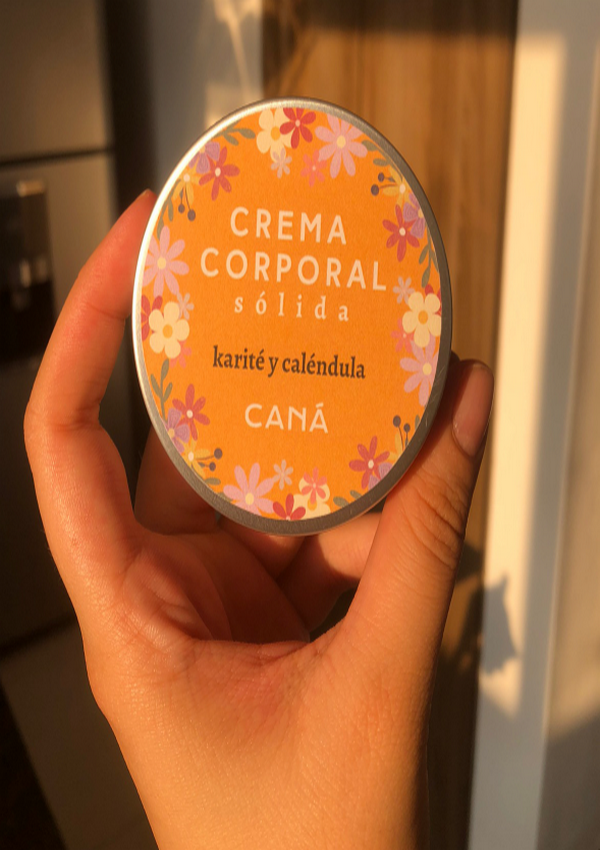 CREMA
CORPORAL
sólida
karité y caléndula
CANÁ